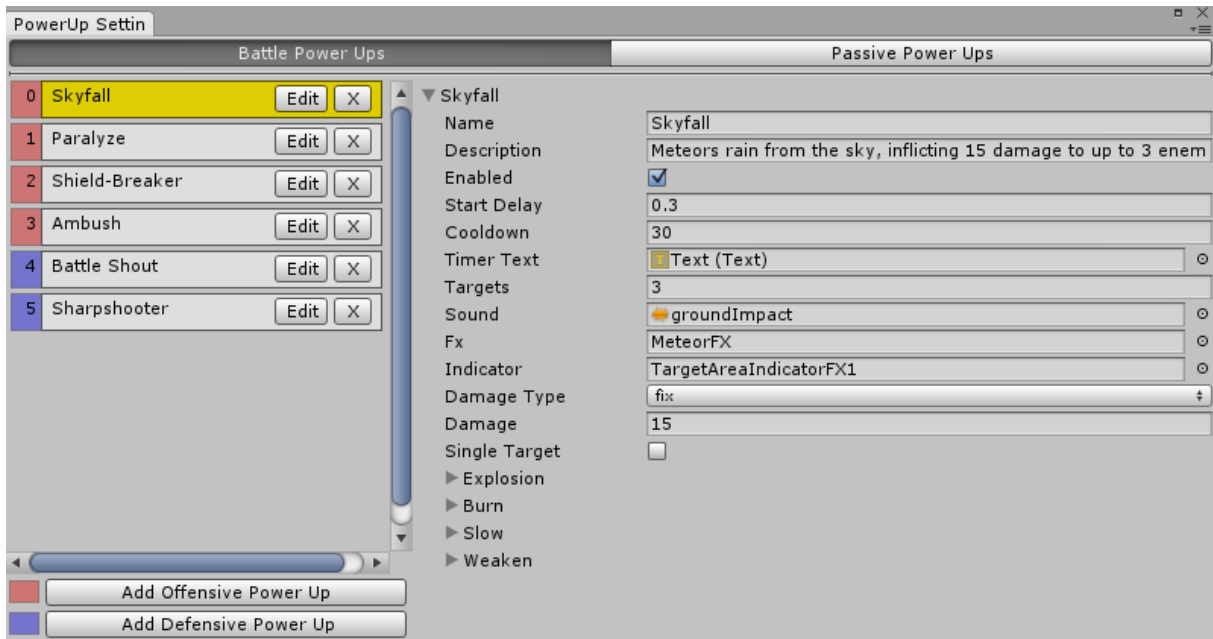 PowerUp Settin
Battle Power Ups
Passive Power Ups
0 Skyfall Edit X
1 Paralyze Edit X
2 Shield-Breaker Edit X
3 Ambush Edit X
4 Battle Shout Edit X
5 Sharpshooter Edit X
Add Offensive Power Up
Add Defensive Power Up
Skyfall
Name Skyfall
Description Meteors rain from the sky, inflicting 15 damage to up to 3 enem
Enabled
Start Delay 0.3
Cooldown 30
Timer Text Text (Text)
Targets 3
Sound groundImpact
Fx MeteorFX
Indicator TargetAreaIndicatorFX1
Damage Type fix
Damage 15
Single Target
Explosion
Burn
Slow
Weaken